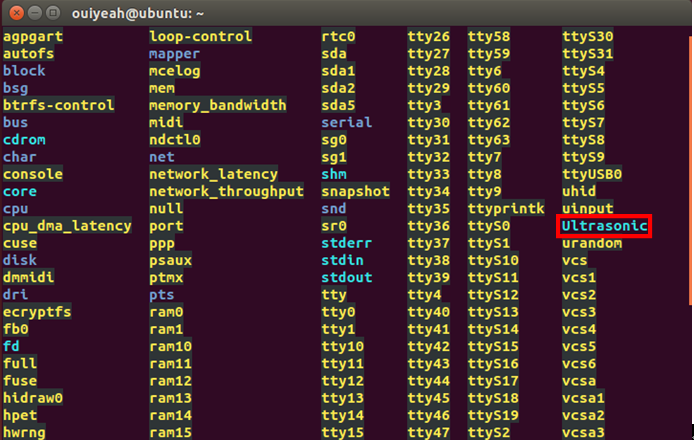 ouiyeah@ubuntu: ~
agpgart loop-control rtc0 tty26 tty58 ttyS30
autofs mapper sda tty27 tty59 ttyS31
block mcelog sda1 tty28 tty6 ttyS4
bsg mem sda2 tty29 tty60 ttyS5
btrfs-control memory_bandwidth sda5 tty3 tty61 ttyS6
bus midi serial tty30 tty62 ttyS7
cdrom ndctl0 sg0 tty31 tty63 ttyS8
char net sg1 tty32 tty7 ttyS9
console network_latency shm tty33 tty8 ttyUSB0
core network_throughput snapshot tty34 tty9 uhid
cpu null snd tty35 ttyprintk uinput
cpu_dma_latency port sr0 tty36 ttyS0 Ultrasonic
cuse ppp stderr tty37 ttyS1 urandom
disk psaux stdin tty38 ttyS10 vcs
dmmidi ptmx stdout tty39 ttyS11 vcs1
dri pts tty tty4 ttyS12 vcs2
ecryptfs ram0 tty0 tty40 ttyS13 vcs3
fb0 ram1 tty1 tty41 ttyS14 vcs4
fd ram10 tty10 tty42 ttyS15 vcs5
full ram11 tty11 tty43 ttyS16 vcs6
fuse ram12 tty12 tty44 ttyS17 vcsa
hidraw0 ram13 tty13 tty45 ttyS18 vcsa1
hpet ram14 tty14 tty46 ttyS19 vcsa2
hwrng ram15 tty15 tty47 ttyS2 vcsa3